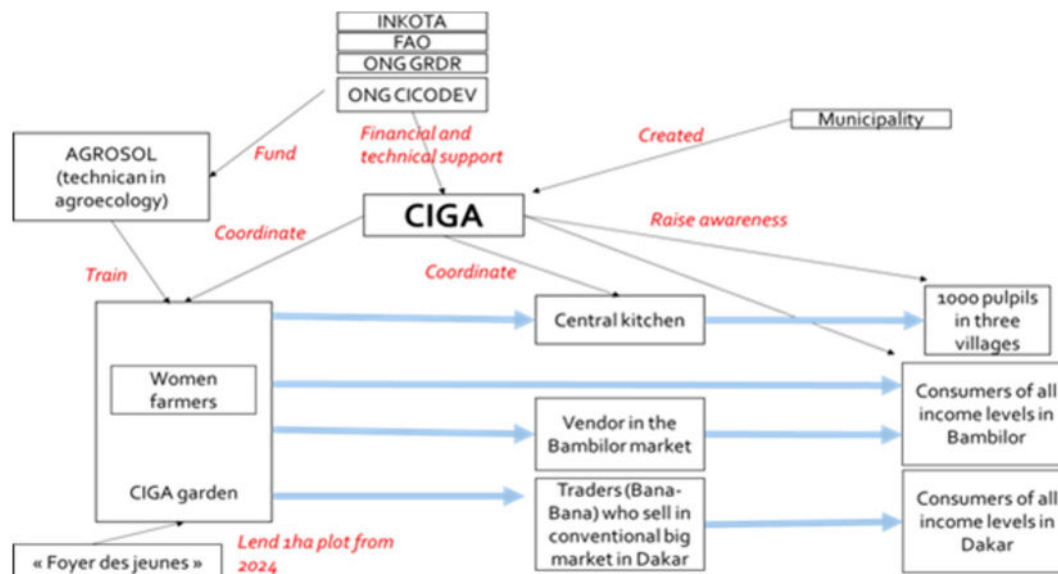 INKOTA
FAO
ONG GRDR
ONG CICODEV
Municipality
Financial and
technical support
Created
Fund
AGROSOL
(technican in
agroecology)
CIGA
Raise awareness
Coordinate
Coordinate
Train
1000 pulpils
in three
villages
Central kitchen
Women
farmers
Consumers of all
income levels in
Bambilor
Vendor in the
Bambilor market
CIGA garden
Traders (Bana-
Bana) who sell in
conventional big
market in Dakar
Consumers of all
income levels in
Dakar
« Foyer des jeunes »
Lend 1ha plot from
2024